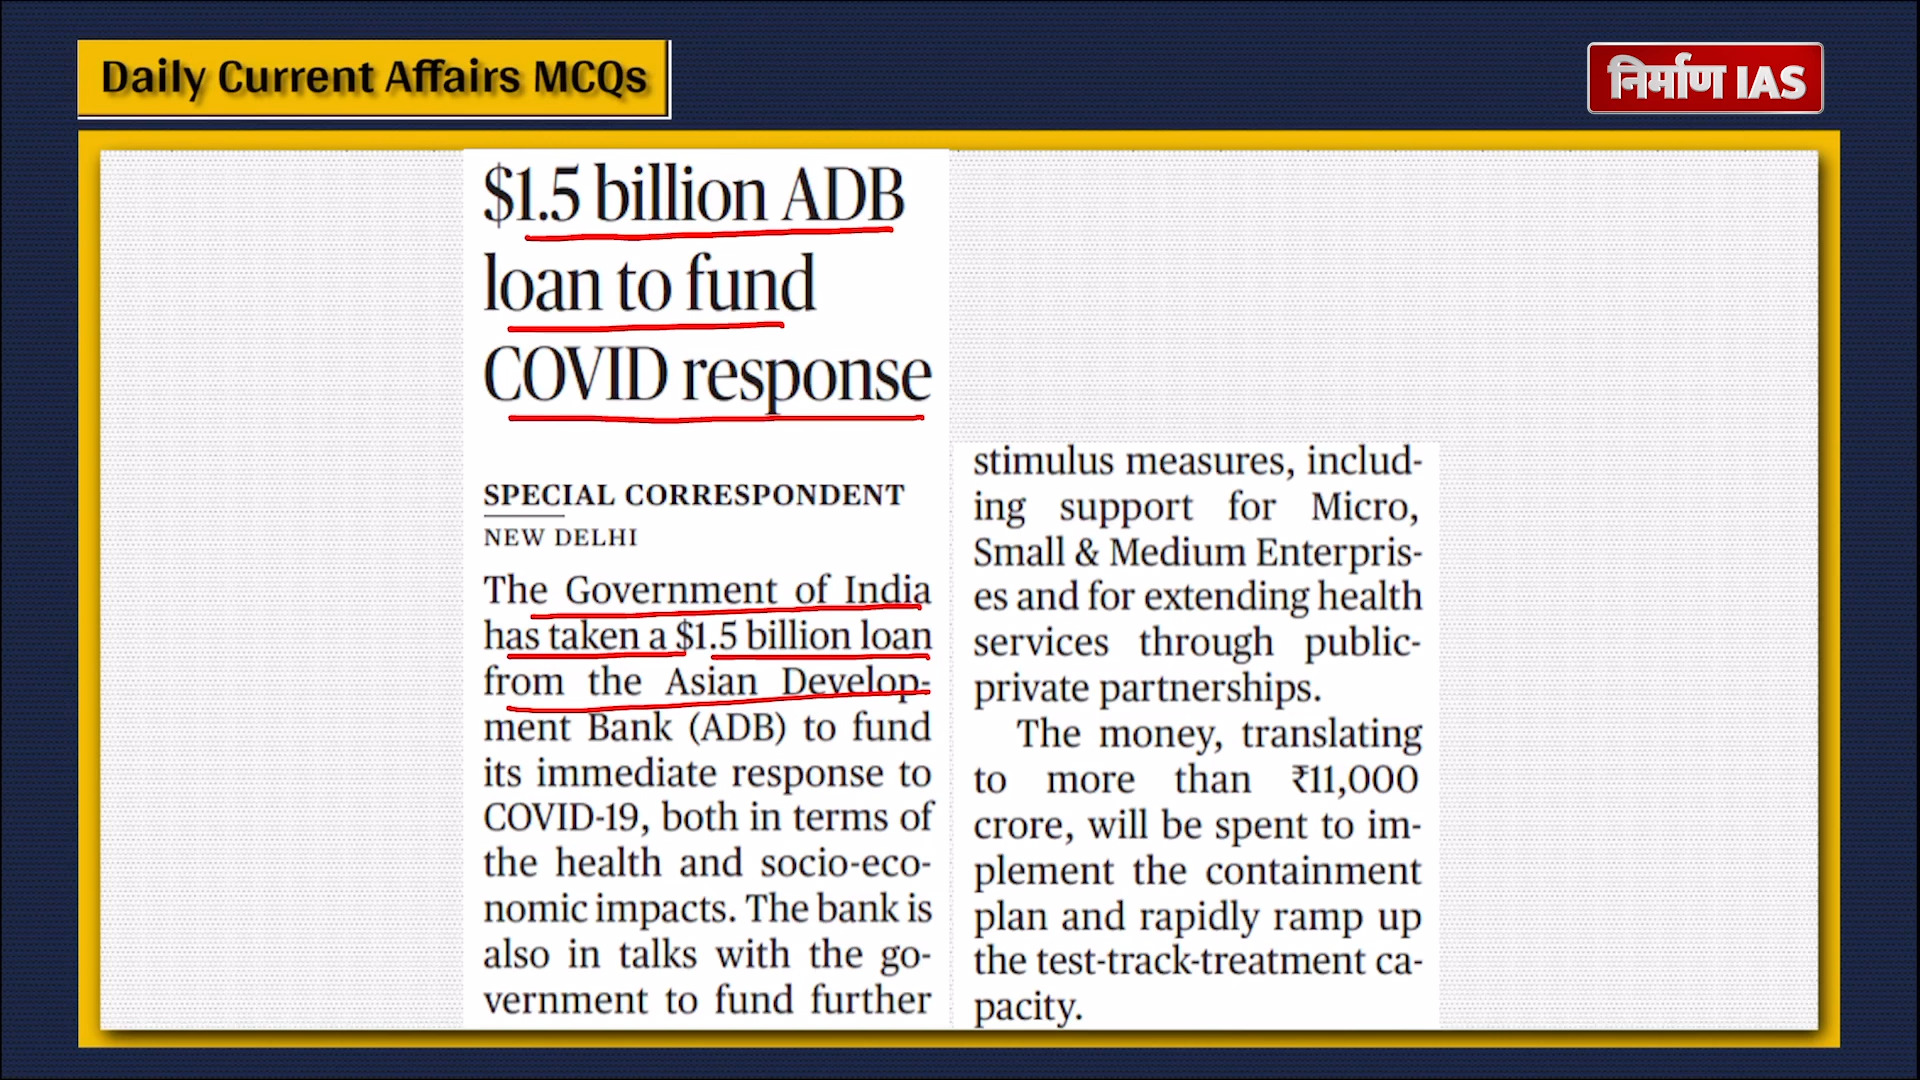 Daily Current Affairs MCQs
निर्माण IAS
$1.5 billion ADB
loan to fund
COVID response
SPECIAL CORRESPONDENT
NEW DELHI
The Government of India
has taken a $1.5 billion loan
from the Asian Develop-
ment Bank (ADB) to fund
its immediate response to
COVID-19, both in terms of
the health and socio-eco-
nomic impacts. The bank is
also in talks with the go-
vernment to fund further
stimulus measures, includ-
ing support for Micro,
Small & Medium Enterpris-
es and for extending health
services through public-
private partnerships.
The money, translating
to more than ₹11,000
crore, will be spent to im-
plement the containment
plan and rapidly ramp up
the test-track-treatment ca-
pacity.